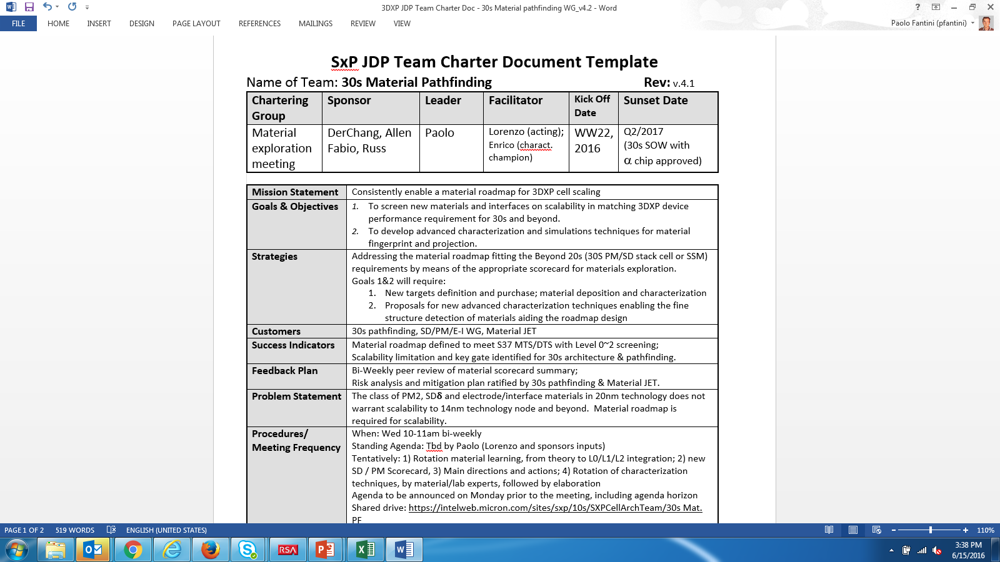 3DXP JDP Team Charter Doc - 30s Material pathfinding WG_v4.2 - Word
FILE HOME INSERT DESIGN PAGE LAYOUT REFERENCES MAILINGS REVIEW VIEW
Paolo Fantini (pfantini)
SxP JDP Team Charter Document Template
Name of Team: 30s Material Pathfinding Rev: v.4.1
Chartering Group
Sponsor
Leader
Facilitator
Kick Off Date
Sunset Date
Material exploration meeting
DerChang, Allen
Fabio, Russ
Paolo
Lorenzo (acting);
Enrico (charact.
champion)
WW22,
2016
Q2/2017
(30s SOW with
α chip approved)
Mission Statement
Consistently enable a material roadmap for 3DXP cell scaling
Goals & Objectives
1. To screen new materials and interfaces on scalability in matching 3DXP device
performance requirement for 30s and beyond.
2. To develop advanced characterization and simulations techniques for material
fingerprint and projection.
Strategies
Addressing the material roadmap fitting the Beyond 20s (30S PM/SD stack cell or SSM)
requirements by means of the appropriate scorecard for materials exploration.
Goals 1&2 will require:
1. New targets definition and purchase; material deposition and characterization
2. Proposals for new advanced characterization techniques enabling the fine
structure detection of materials aiding the roadmap design
Customers
30s pathfinding, SD/PM/E-I WG, Material JET
Success Indicators
Material roadmap defined to meet S37 MTS/DTS with Level 0~2 screening;
Scalability limitation and key gate identified for 30s architecture & pathfinding.
Feedback Plan
Bi-Weekly peer review of material scorecard summary;
Risk analysis and mitigation plan ratified by 30s pathfinding & Material JET.
Problem Statement
The class of PM2, SDδ and electrode/interface materials in 20nm technology does not
warrant scalability to 14nm technology node and beyond. Material roadmap is
required for scalability.
Procedures/
Meeting Frequency
When: Wed 10-11am bi-weekly
Standing Agenda: Tbd by Paolo (Lorenzo and sponsors inputs)
Tentatively: 1) Rotation material learning, from theory to L0/L1/L2 integration; 2) new
SD / PM Scorecard, 3) Main directions and actions; 4) Rotation of characterization
techniques, by material/lab experts, followed by elaboration
Agenda to be announced on Monday prior to the meeting, including agenda horizon
Shared drive: https://intelweb.micron.com/sites/sxp/10s/SXPCellArchTeam/30s Mat.
PF
PAGE 1 OF 2 519 WORDS ENGLISH (UNITED STATES) 110%
RSA
3:38 PM
6/15/2016